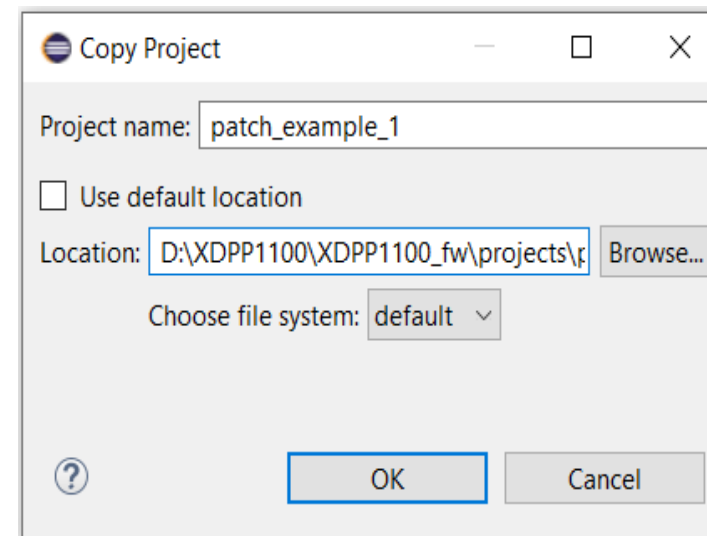 Copy Project
Project name: patch_example_1
Use default location
Location: D:\XDPP1100\XDPP1100_fw\projects\p Browse...
Choose file system: default
? OK Cancel